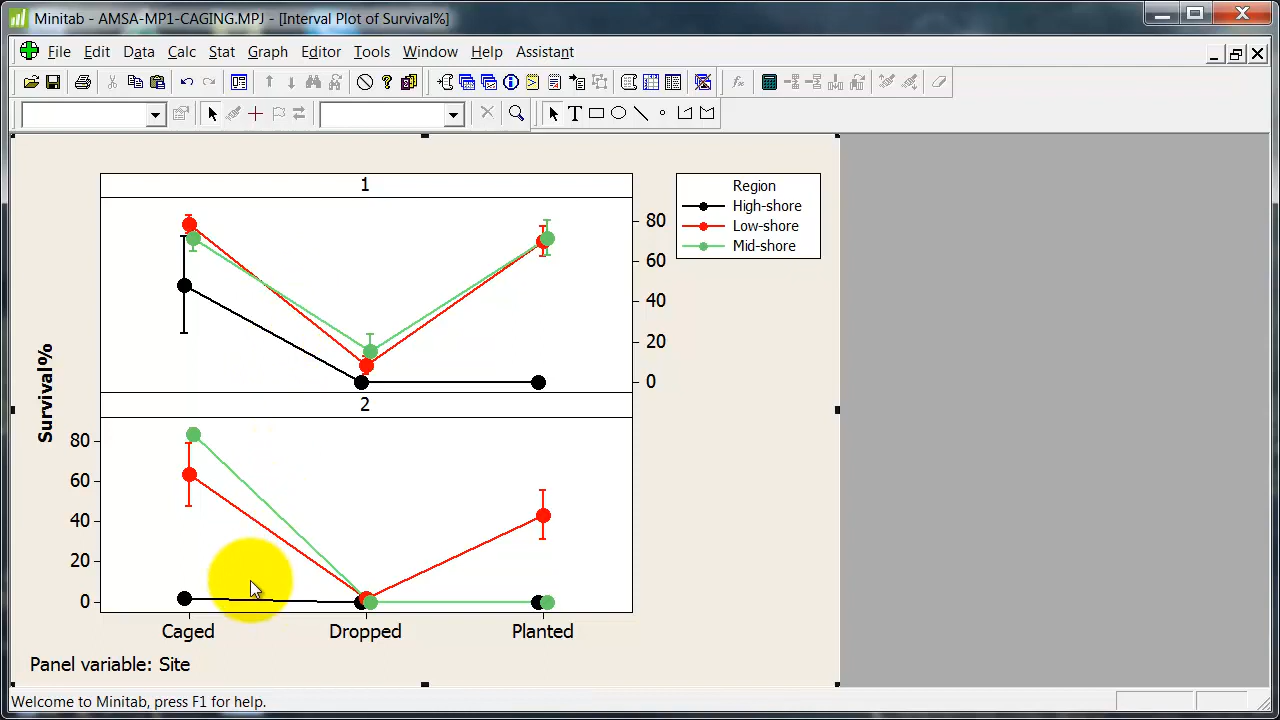 Minitab - AMSA-MP1-CAGING.MPJ - [Interval Plot of Survival%]
File Edit Data Calc Stat Graph Editor Tools Window Help Assistant
1
Region
High-shore
Low-shore
Mid-shore
80
60
40
20
0
2
Survival%
80
60
40
20
0
Caged Dropped Planted
Panel variable: Site
Welcome to Minitab, press F1 for help.